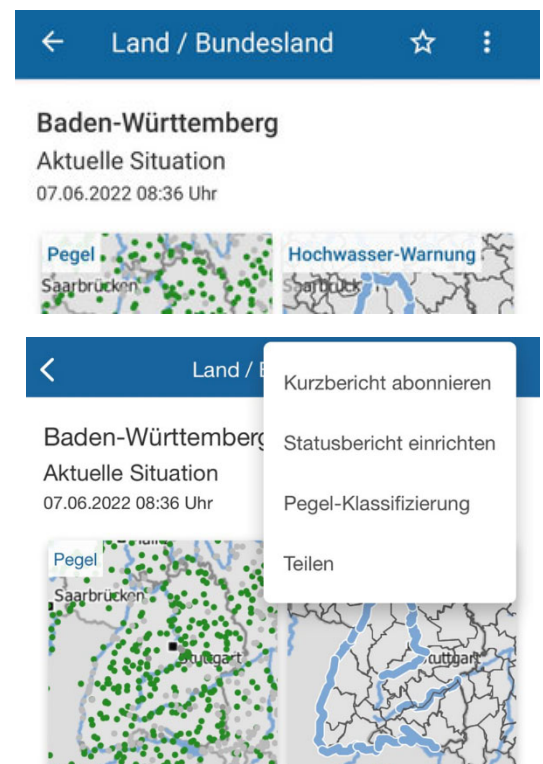 Land / Bundesland
Baden-Württemberg
Aktuelle Situation
07.06.2022 08:36 Uhr
Pegel
Hochwasser-Warnung
Saarbrücken
Land /
Kurzbericht abonnieren
Baden-Württemberg
Statusbericht einrichten
Aktuelle Situation
07.06.2022 08:36 Uhr
Pegel-Klassifizierung
Pegel
Teilen
Saarbrücken
Stuttgart